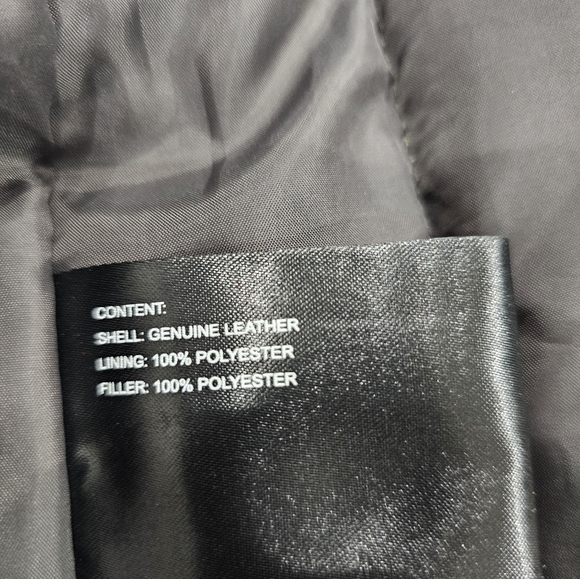 CONTENT:
SHELL: GENUINE LEATHER
LINING: 100% POLYESTER
FILLER: 100% POLYESTER